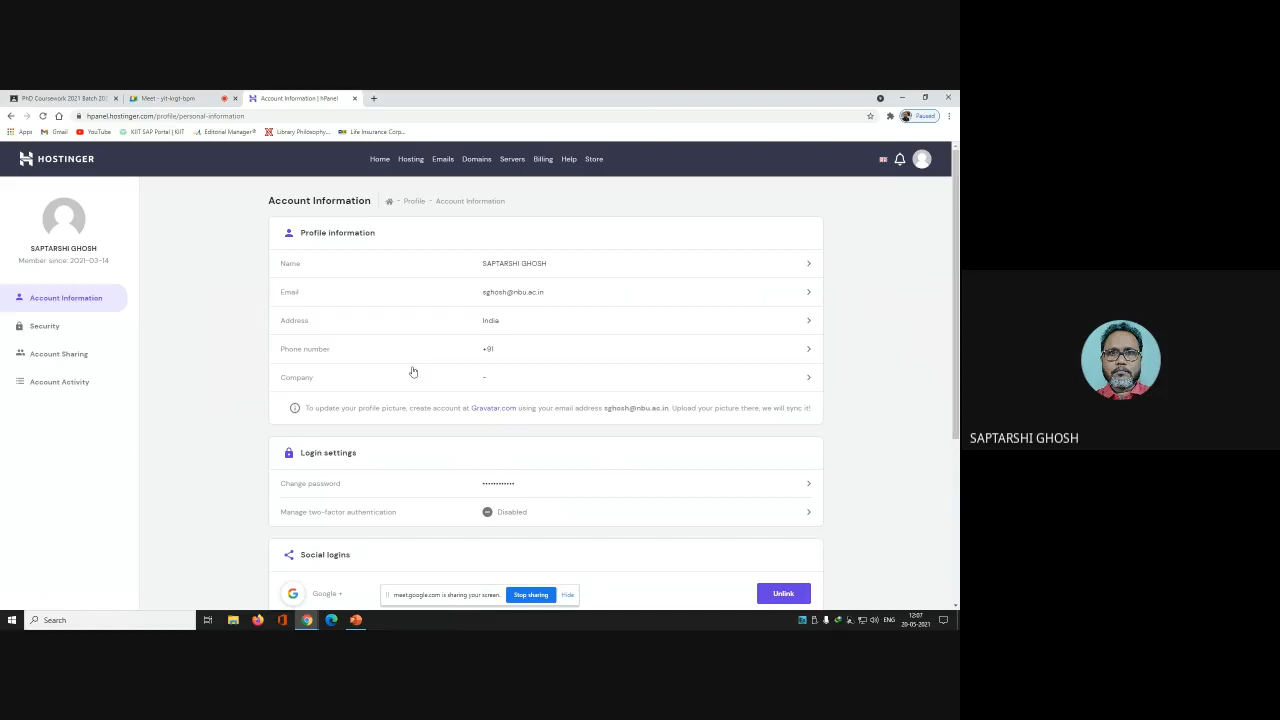 PhD Coursework 2021 Batch 202
Meet - yit-krgt-bpm
Account Information | hPanel
hpanel.hostinger.com/profile/personal-information
Paused
Apps
Gmail
YouTube
KIIT SAP Portal | KIIT
Editorial Manager®
Library Philosophy...
Life Insurance Corp...
HOSTINGER
Home Hosting Emails Domains Servers Billing Help Store
SAPTARSHI GHOSH
Member since: 2021-03-14
Account Information
Security
Account Sharing
Account Activity
Account Information - Profile - Account Information
Profile information
Name SAPTARSHI GHOSH
Email sghosh@nbu.ac.in
Address India
Phone number +91
Company -
To update your profile picture, create account at Gravatar.com using your email address sghosh@nbu.ac.in. Upload your picture there, we will sync it!
Login settings
Change password ••••••••••••
Manage two-factor authentication Disabled
Social logins
Google + Unlink
meet.google.com is sharing your screen. Stop sharing Hide
Search
ENG
12:07
20-05-2021
SAPTARSHI GHOSH